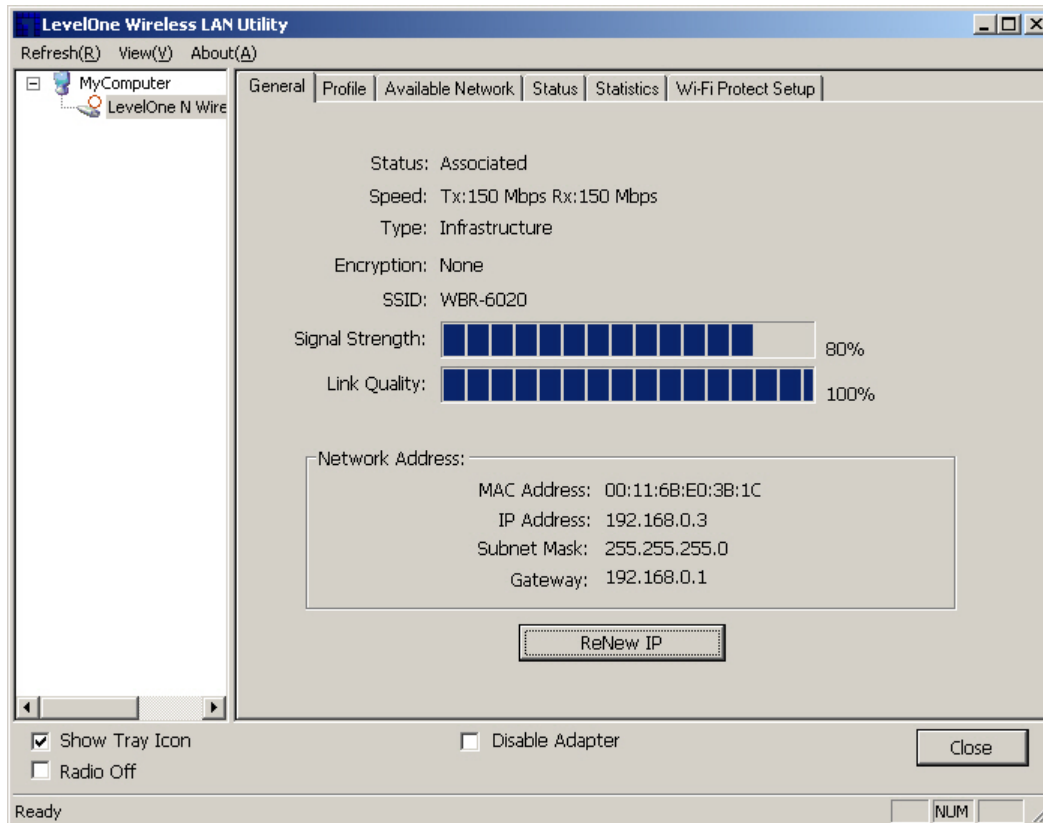 LevelOne Wireless LAN Utility
Refresh(R) View(V) About(A)
MyComputer
LevelOne N Wire
General Profile Available Network Status Statistics Wi-Fi Protect Setup
Status: Associated
Speed: Tx:150 Mbps Rx:150 Mbps
Type: Infrastructure
Encryption: None
SSID: WBR-6020
Signal Strength: 80%
Link Quality: 100%
Network Address:
MAC Address: 00:11:6B:E0:3B:1C
IP Address: 192.168.0.3
Subnet Mask: 255.255.255.0
Gateway: 192.168.0.1
ReNew IP
Show Tray Icon Disable Adapter Close
Radio Off
Ready NUM